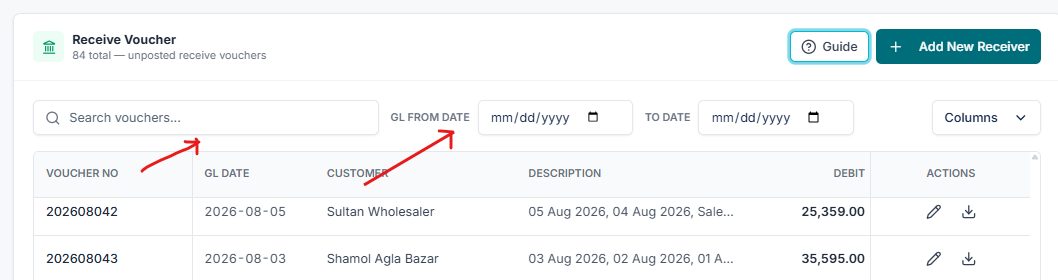 Receive Voucher
84 total — unposted receive vouchers
Guide
+ Add New Receiver
Search vouchers...
GL FROM DATE
mm/dd/yyyy
TO DATE
mm/dd/yyyy
Columns
VOUCHER NO GL DATE CUSTOMER DESCRIPTION DEBIT ACTIONS
202608042 2026-08-05 Sultan Wholesaler 05 Aug 2026, 04 Aug 2026, Sale... 25,359.00
202608043 2026-08-03 Shamol Agla Bazar 03 Aug 2026, 02 Aug 2026, 01 A... 35,595.00